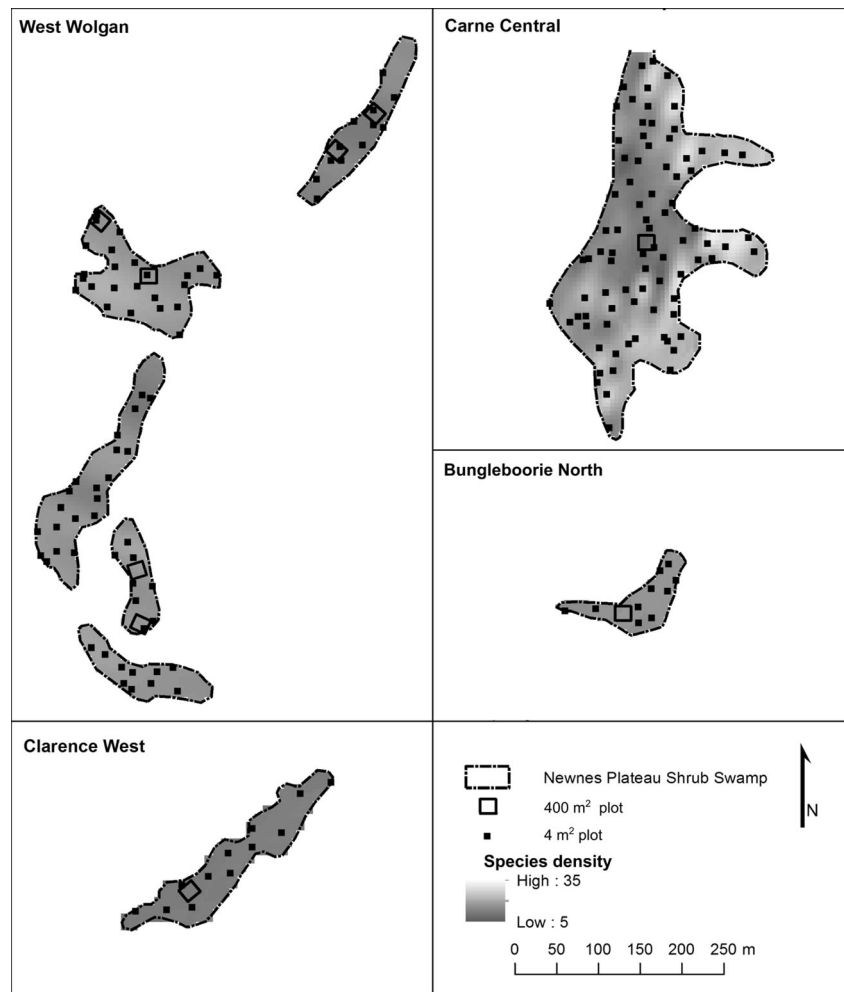 West Wolgan
Carne Central
Bungleboorie North
Clarence West
Newnes Plateau Shrub Swamp
400 m² plot
4 m² plot
N
Species density
High : 35
Low : 5
0 50 100 150 200 250 m